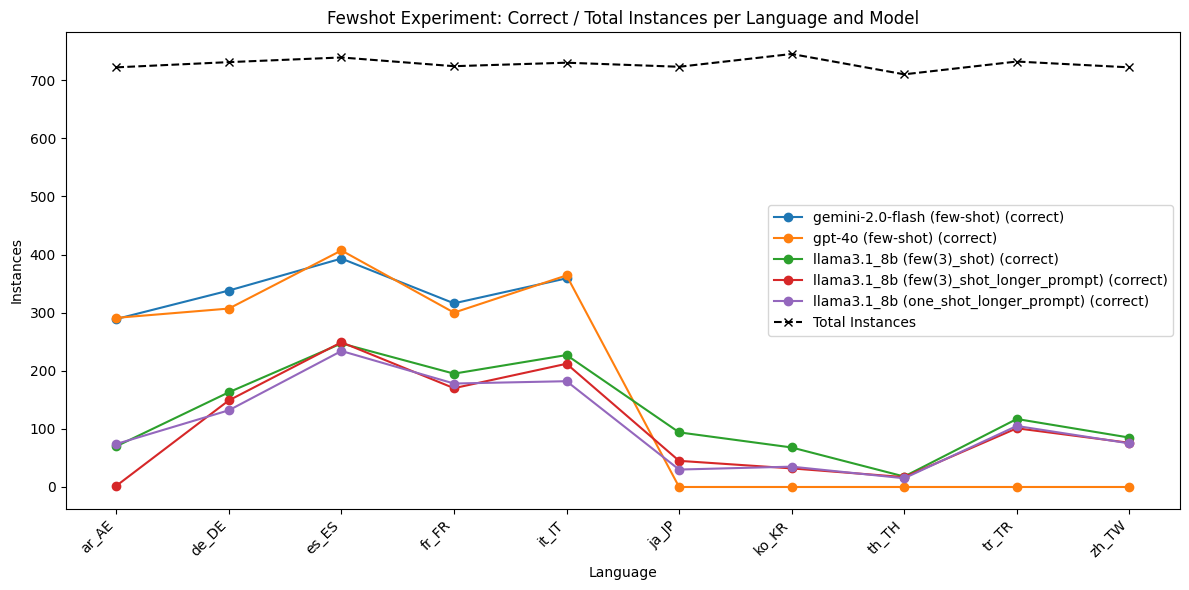 Fewshot Experiment: Correct / Total Instances per Language and Model
Instances
700
600
500
400
300
200
100
0
gemini-2.0-flash (few-shot) (correct)
gpt-4o (few-shot) (correct)
llama3.1_8b (few(3)_shot) (correct)
llama3.1_8b (few(3)_shot_longer_prompt) (correct)
llama3.1_8b (one_shot_longer_prompt) (correct)
Total Instances
ar_AE
de_DE
es_ES
fr_FR
it_IT
ja_JP
ko_KR
th_TH
tr_TR
zh_TW
Language